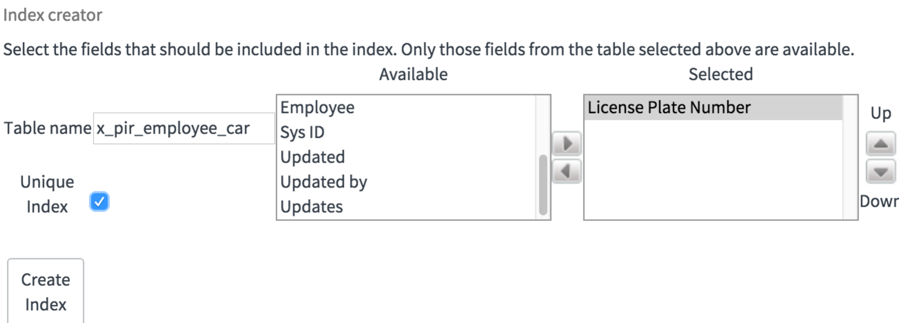 Index creator
Select the fields that should be included in the index. Only those fields from the table selected above are available.
Available
Selected
Table name
x_pir_employee_car
Employee
Sys ID
Updated
Updated by
Updates
License Plate Number
Up
Down
Unique
Index
Create
Index